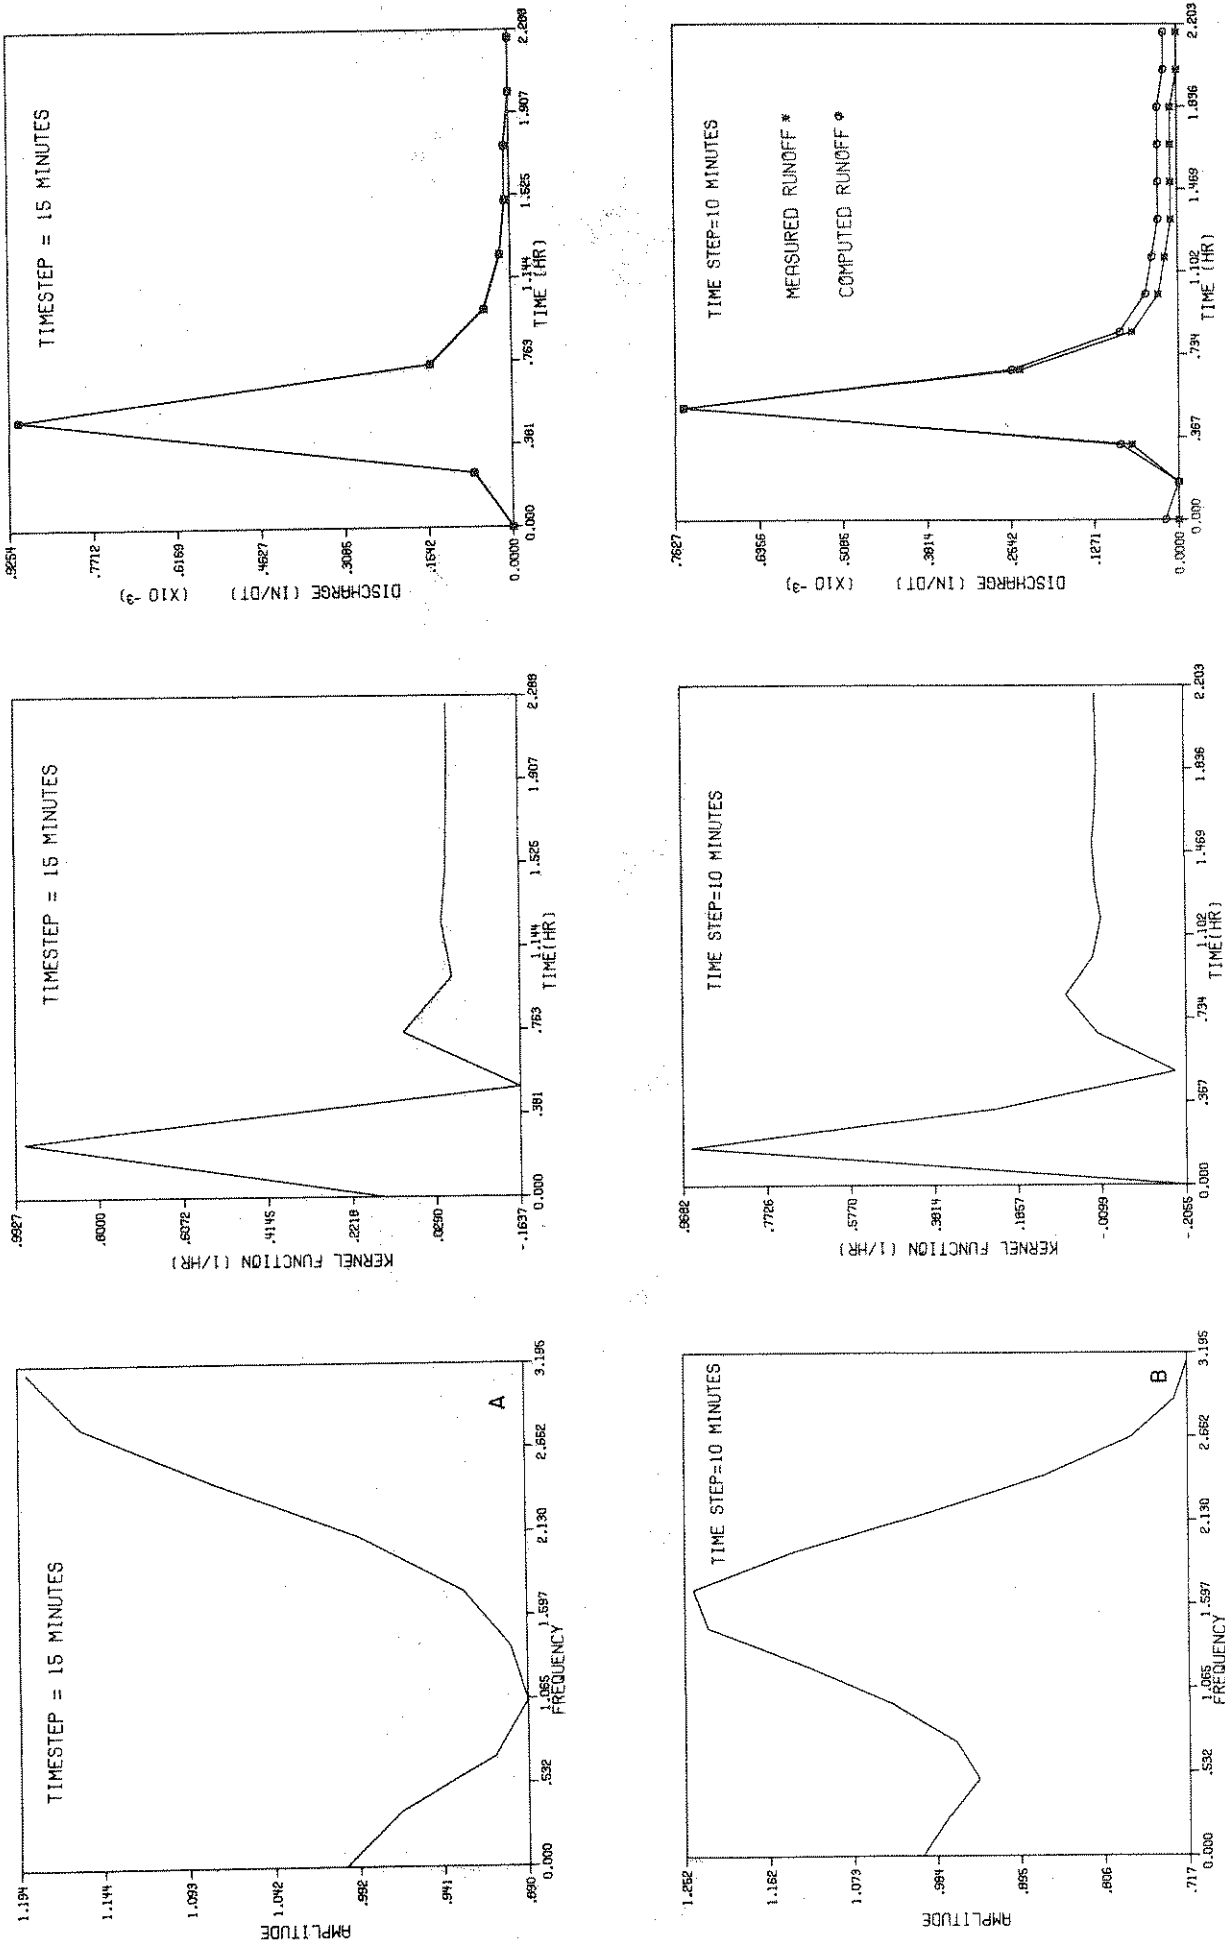 TIMESTEP = 15 MINUTES
AMPLITUDE
1.194
1.144
1.093
1.042
.992
.941
.890
0.000 .532 1.065 1.597 2.130 2.662 3.195
FREQUENCY
A
TIMESTEP = 15 MINUTES
KERNEL FUNCTION (1/HR)
.9927
.8000
.6072
.4145
.2218
.0290
-.1637
0.000 .381 .763 1.144 1.525 1.907 2.288
TIME(HR)
TIMESTEP = 15 MINUTES
DISCHARGE (IN/DT) (X10 -3)
.9254
.7712
.6169
.4627
.3085
.1542
0.0000
0.000 .381 .763 1.144 1.525 1.907 2.288
TIME (HR)
TIME STEP=10 MINUTES
AMPLITUDE
1.252
1.162
1.073
.984
.895
.806
.717
0.000 .532 1.065 1.597 2.130 2.662 3.195
FREQUENCY
B
TIME STEP=10 MINUTES
KERNEL FUNCTION (1/HR)
.9682
.7726
.5770
.3814
.1857
-.0099
-.2055
0.000 .367 .734 1.102 1.469 1.836 2.203
TIME(HR)
TIME STEP=10 MINUTES
MEASURED RUNOFF *
COMPUTED RUNOFF ⌽
DISCHARGE (IN/DT) (X10 -3)
.7627
.6356
.5085
.3814
.2542
.1271
0.0000
0.000 .367 .734 1.102 1.469 1.836 2.203
TIME (HR)